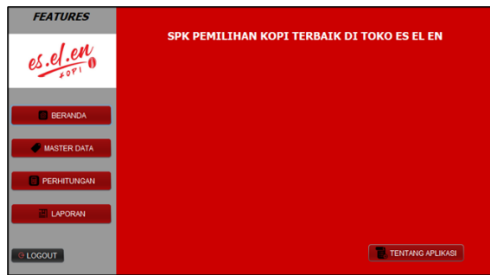 FEATURES
SPK PEMILIHAN KOPI TERBAIK DI TOKO ES EL EN
es.el.en
KOPI
BERANDA
MASTER DATA
PERHITUNGAN
LAPORAN
LOGOUT
TENTANG APLIKASI